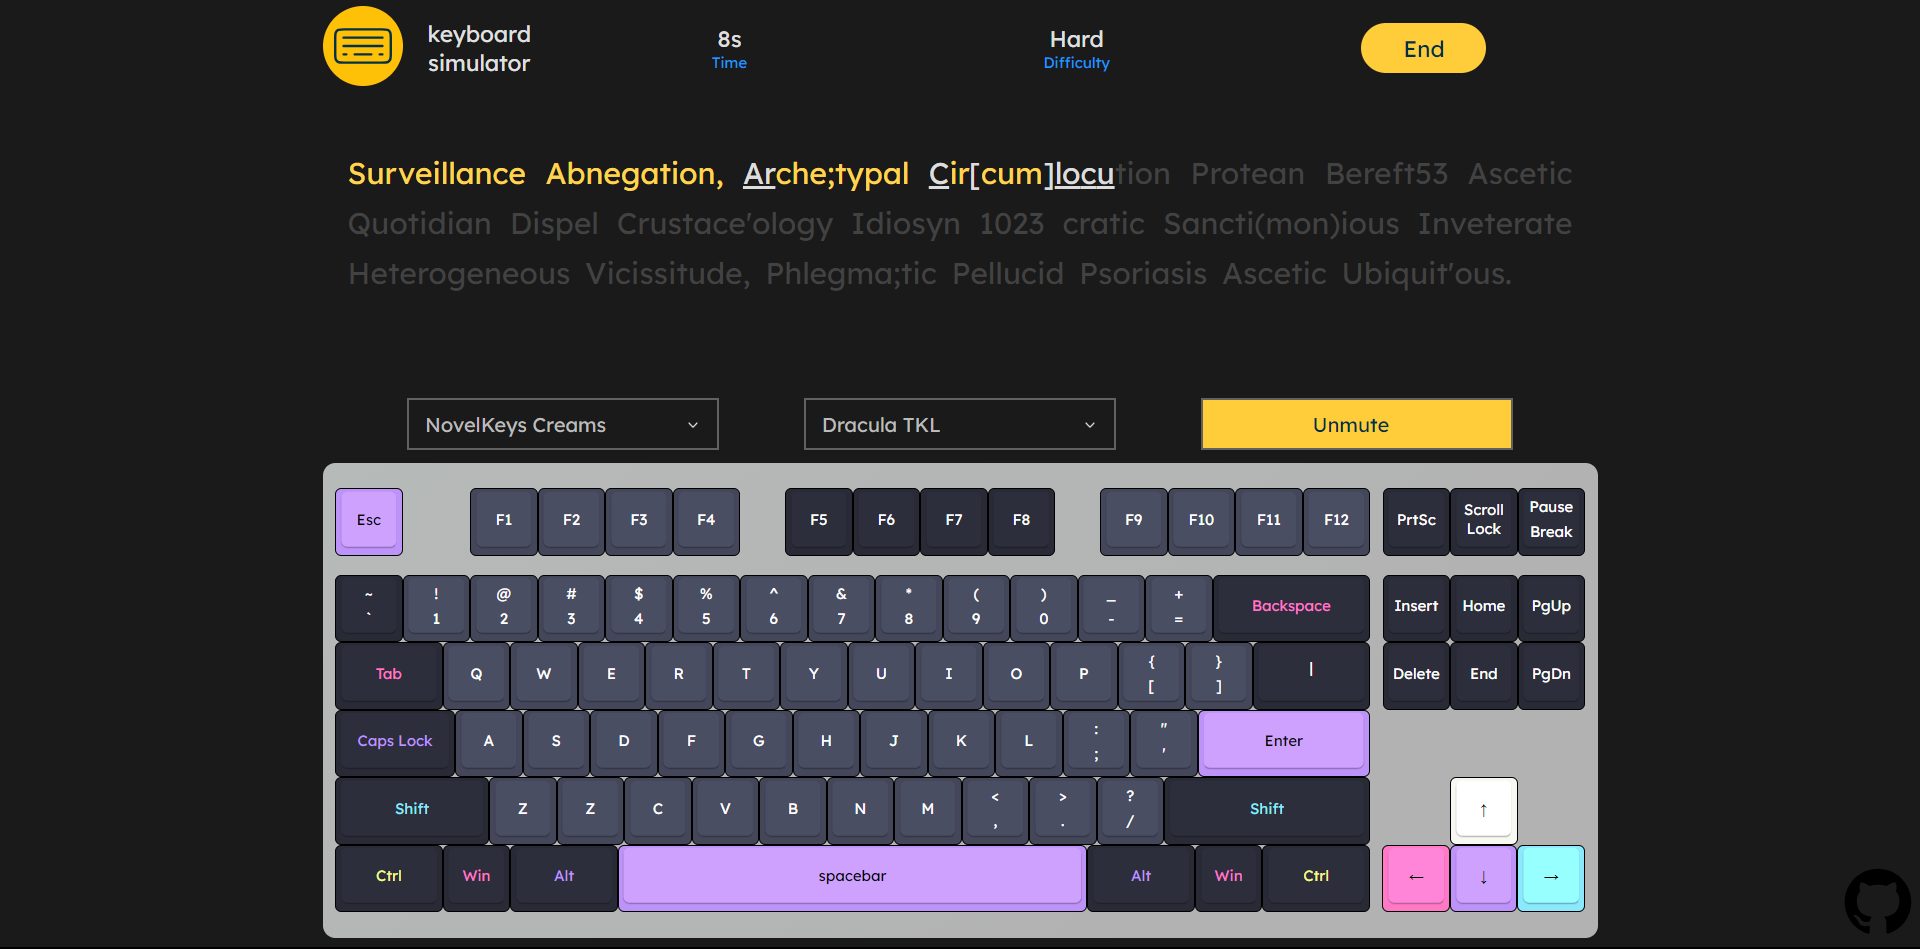 keyboard
simulator
8s
Time
Hard
Difficulty
End
Surveillance Abnegation, Arche;typal Cir[cum]locution Protean Bereft53 Ascetic
Quotidian Dispel Crustace'ology Idiosyn 1023 cratic Sancti(mon)ious Inveterate
Heterogeneous Vicissitude, Phlegma;tic Pellucid Psoriasis Ascetic Ubiquit'ous.
NovelKeys Creams
Dracula TKL
Unmute
Esc F1 F2 F3 F4 F5 F6 F7 F8 F9 F10 F11 F12 PrtSc Scroll Lock Pause Break
~ ! @ # $ % ^ & * ( ) _ +
` 1 2 3 4 5 6 7 8 9 0 - = Backspace Insert Home PgUp
Tab Q W E R T Y U I O P { [ } ] | Delete End PgDn
Caps Lock A S D F G H J K L : ; " ' Enter
Shift Z Z C V B N M < , > . ? / Shift ↑
Ctrl Win Alt spacebar Alt Win Ctrl ← ↓ →